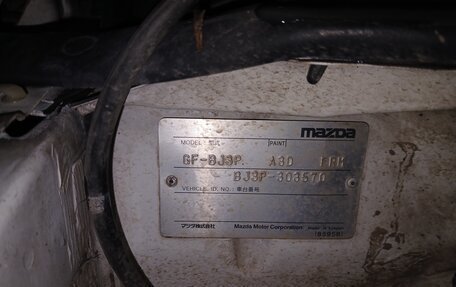 mazda
MODEL:型式 PAINT
GF-BJ3P A3D FRM
BJ3P-303570
VEHICLE ID. NO.:車台番号
マツダ株式会社 Mazda Motor Corporation